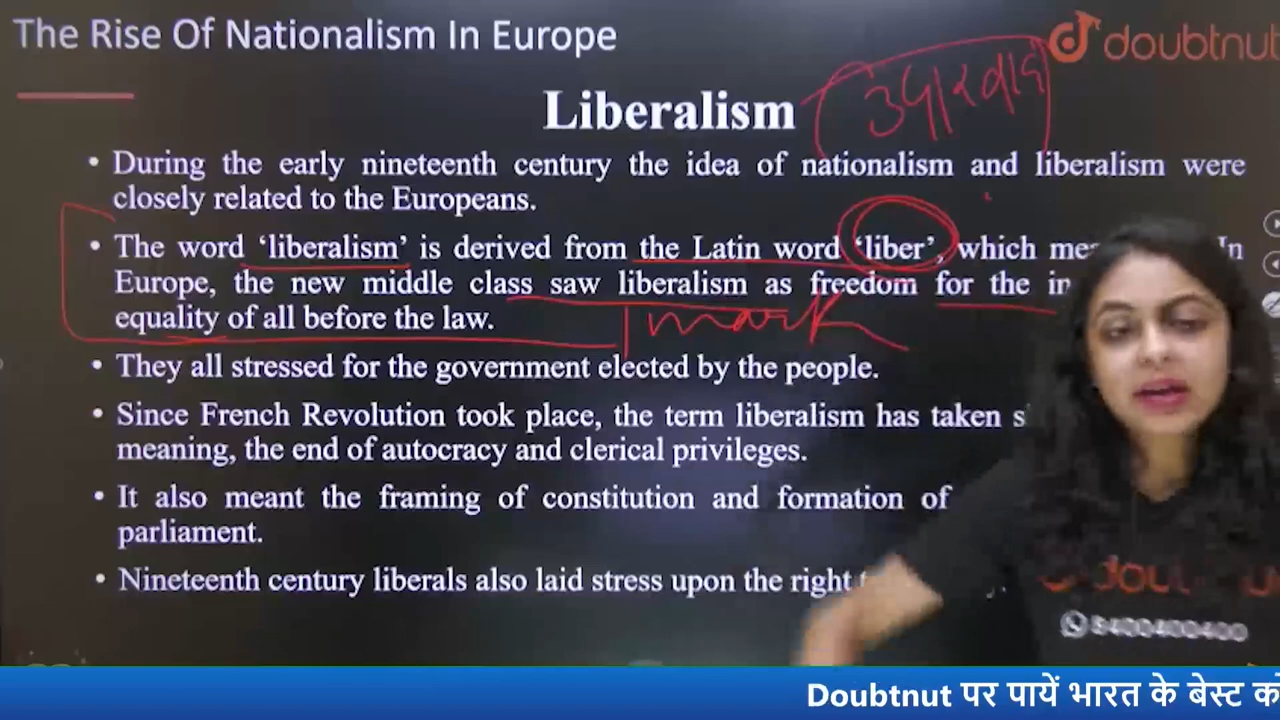 The Rise Of Nationalism In Europe
doubtnut
उदारवाद
Liberalism
• During the early nineteenth century the idea of nationalism and liberalism were
closely related to the Europeans.
• The word ‘liberalism’ is derived from the Latin word ‘liber’, which In
Europe, the new middle class saw liberalism as freedom for the
equality of all before the law.
1 mark
• They all stressed for the government elected by the people.
• Since French Revolution took place, the term liberalism has taken
meaning, the end of autocracy and clerical privileges.
• It also meant the framing of constitution and formation of
parliament.
• Nineteenth century liberals also laid stress upon the right
8400400400
Doubtnut पर पायें भारत के बेस्ट